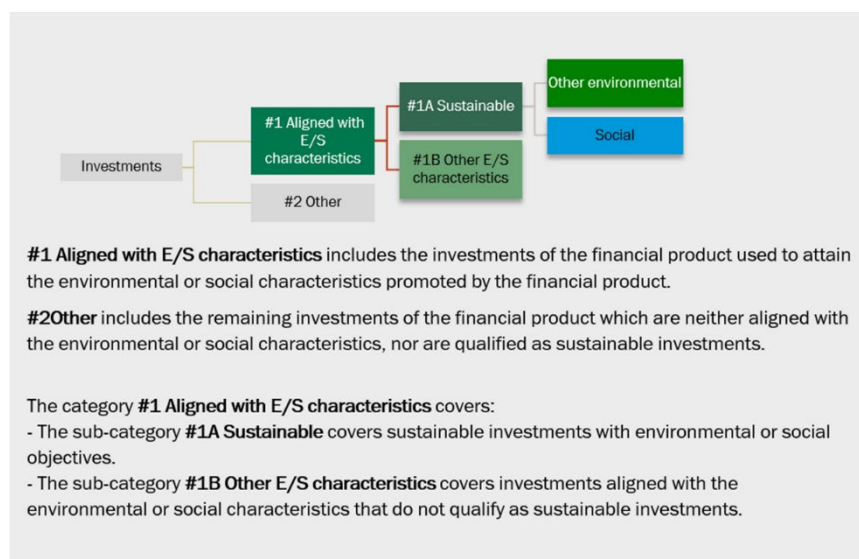 Other environmental
#1A Sustainable
#1 Aligned with
E/S
characteristics
Social
#1B Other E/S
characteristics
Investments
#2 Other
#1 Aligned with E/S characteristics includes the investments of the financial product used to attain
the environmental or social characteristics promoted by the financial product.
#2Other includes the remaining investments of the financial product which are neither aligned with
the environmental or social characteristics, nor are qualified as sustainable investments.
The category #1 Aligned with E/S characteristics covers:
- The sub-category #1A Sustainable covers sustainable investments with environmental or social
objectives.
- The sub-category #1B Other E/S characteristics covers investments aligned with the
environmental or social characteristics that do not qualify as sustainable investments.